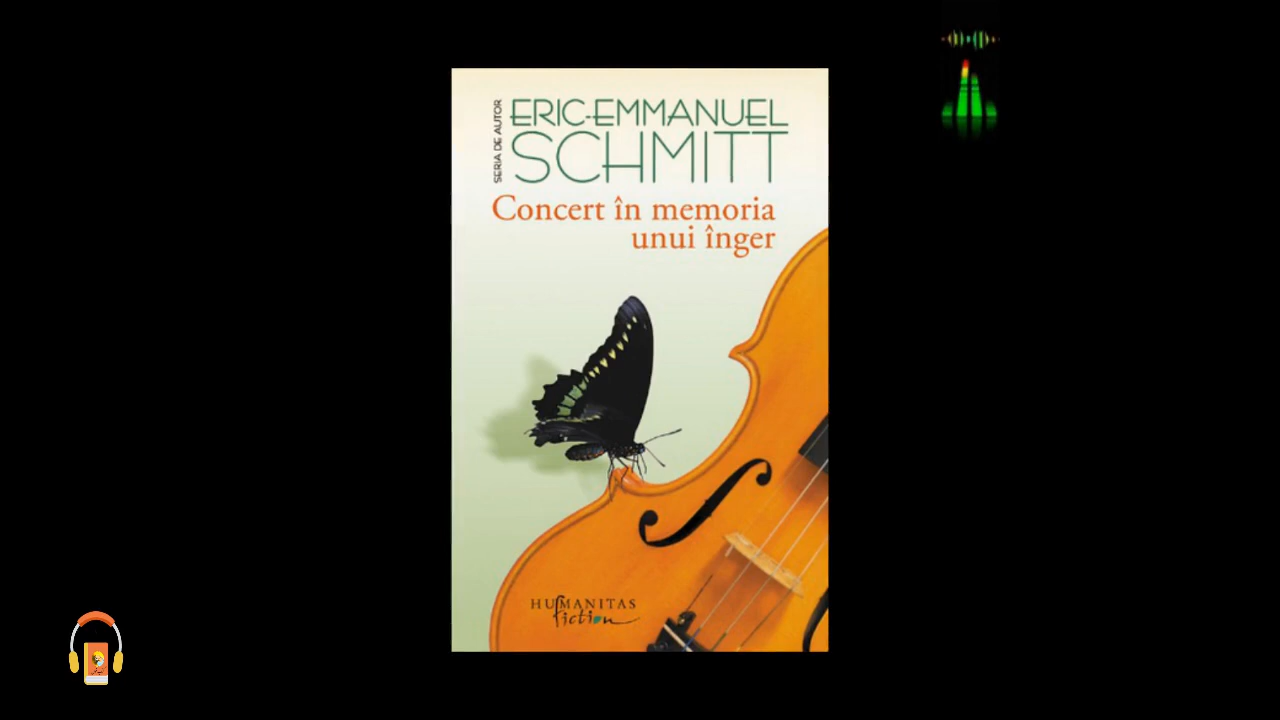 SERIA DE AUTOR
ERIC-EMMANUEL
SCHMITT
Concert în memoria
unui înger
HUMANITAS
fiction